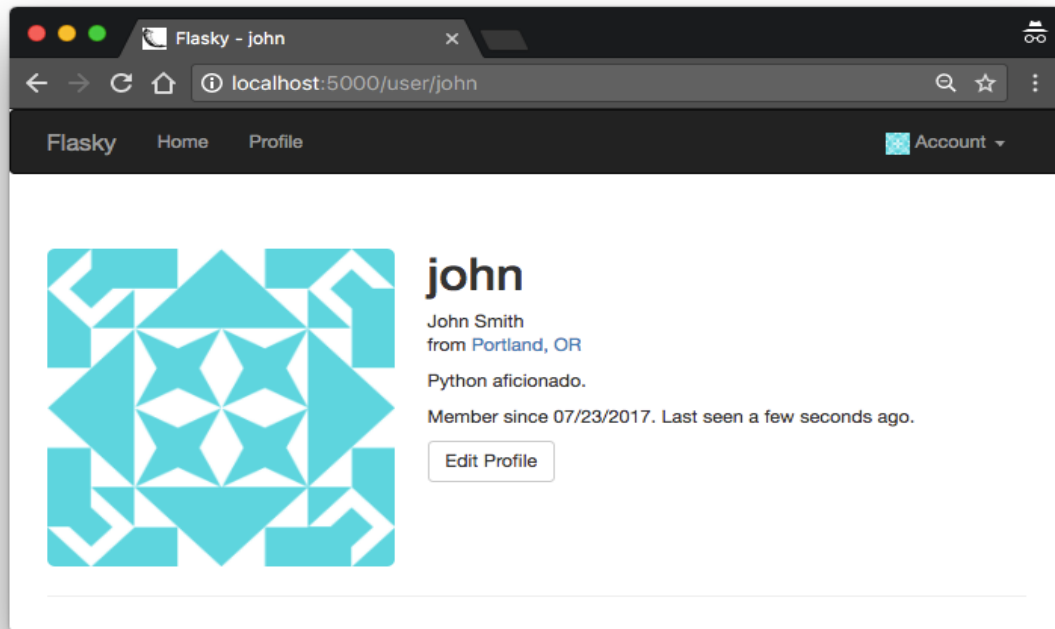 Flasky - john
localhost:5000/user/john
Flasky Home Profile Account
john
John Smith
from Portland, OR
Python aficionado.
Member since 07/23/2017. Last seen a few seconds ago.
Edit Profile